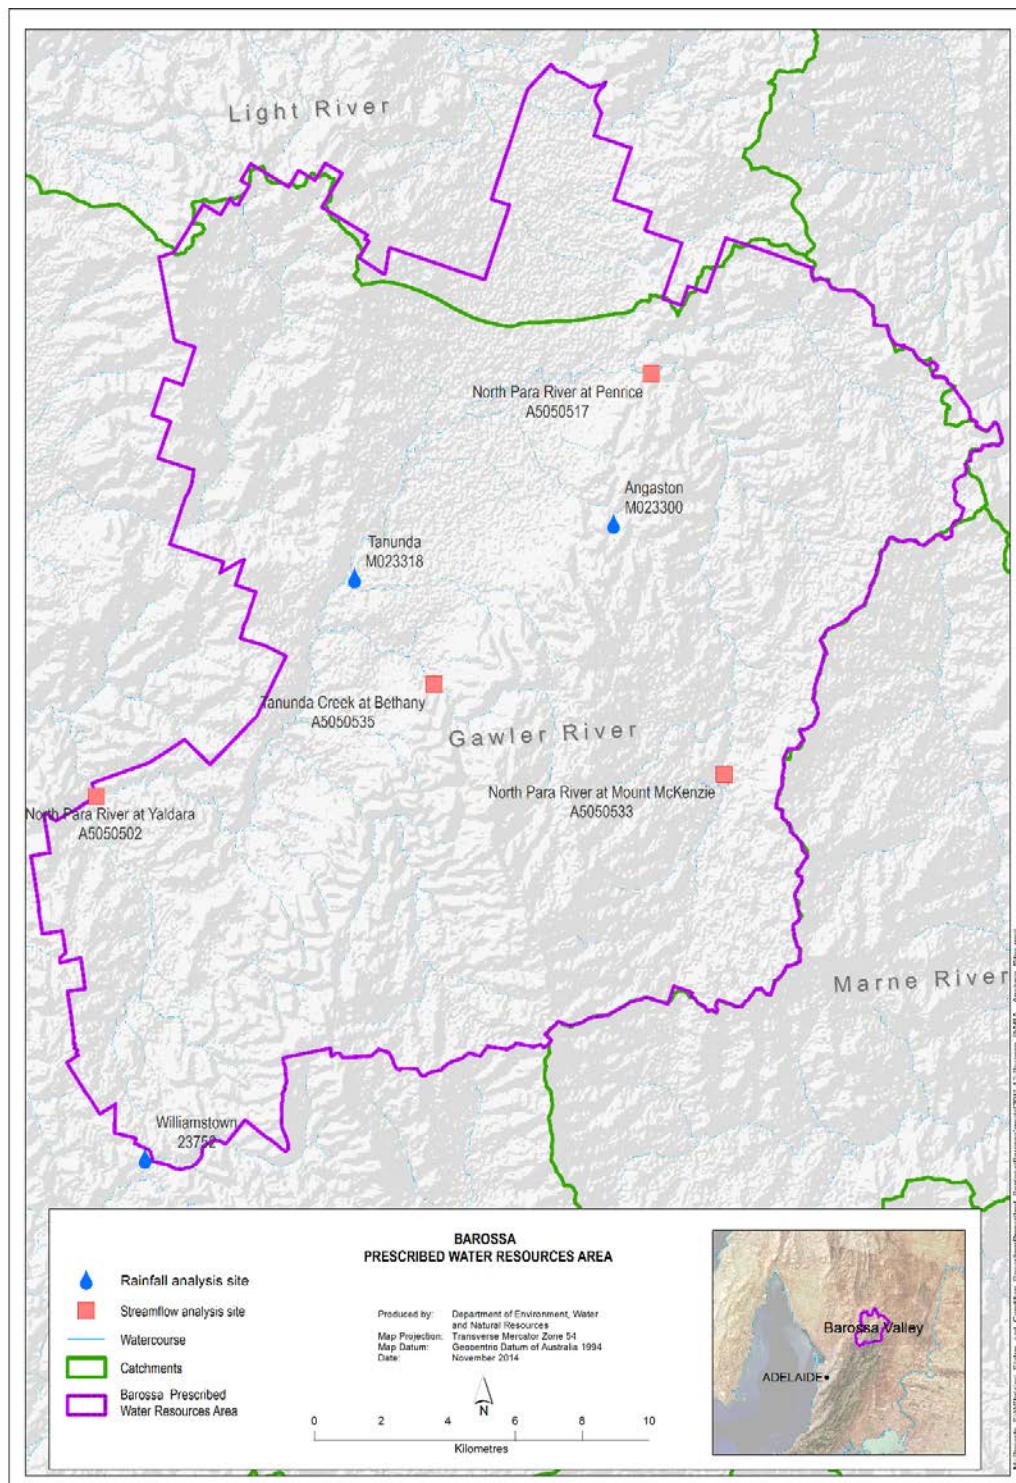 Light River
North Para River at Penrice
A5050517
Angaston
M023300
Tanunda
M023318
Tanunda Creek at Bethany
A5050535
Gawler River
North Para River at Mount McKenzie
A5050533
North Para River at Yaldara
A5050502
Marne River
Williamstown
23752
BAROSSA
PRESCRIBED WATER RESOURCES AREA
Rainfall analysis site
Streamflow analysis site
Watercourse
Catchments
Barossa Prescribed
Water Resources Area
Produced by: Department of Environment, Water
and Natural Resources
Map Projection: Transverse Mercator Zone 54
Map Datum: Geocentric Datum of Australia 1994
Date: November 2014
N
0 2 4 6 8 10
Kilometres
Barossa Valley
ADELAIDE